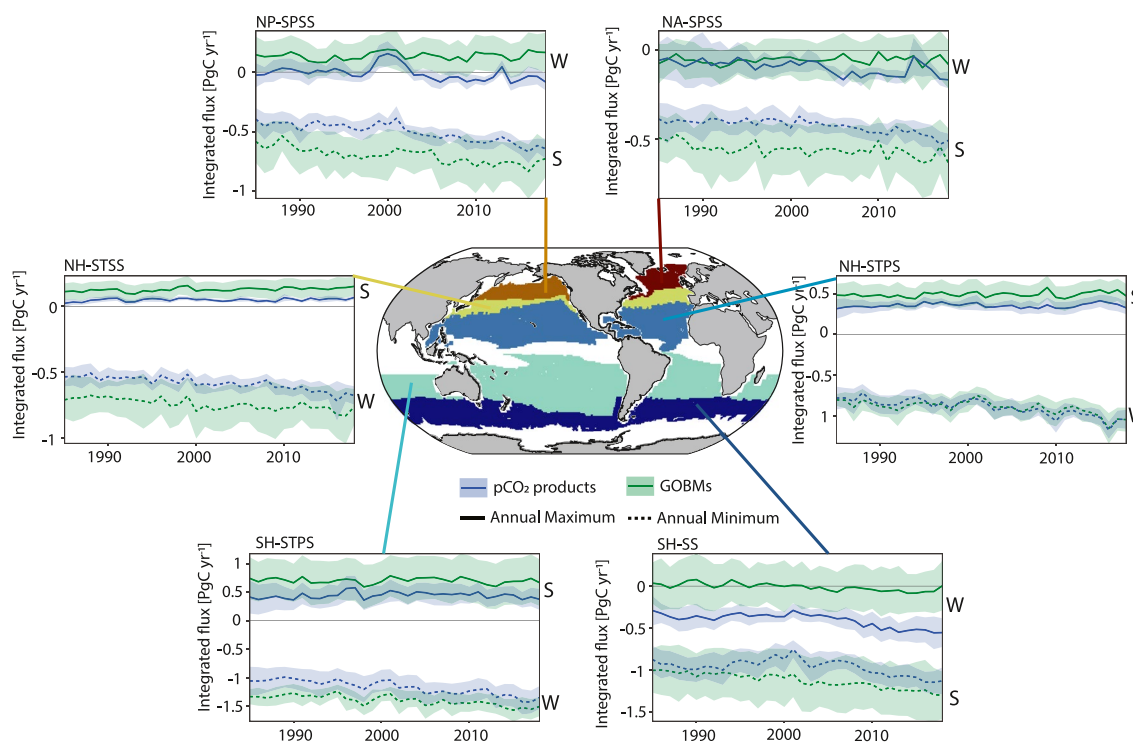 NP-SPSS
Integrated flux [PgC yr⁻¹]
0
-0.5
-1
W
S
1990
2000
2010
NA-SPSS
Integrated flux [PgC yr⁻¹]
0
-0.5
W
S
1990
2000
2010
NH-STSS
Integrated flux [PgC yr⁻¹]
0
-0.5
-1
S
W
1990
2000
2010
NH-STPS
Integrated flux [PgC yr⁻¹]
0.5
0
-0.5
1
S
W
1990
2000
2010
pCO₂ products
GOBMs
Annual Maximum
Annual Minimum
SH-STPS
Integrated flux [PgC yr⁻¹]
1
0.5
0
-1
-1.5
S
W
1990
2000
2010
SH-SS
Integrated flux [PgC yr⁻¹]
0
-0.5
-1
-1.5
W
S
1990
2000
2010